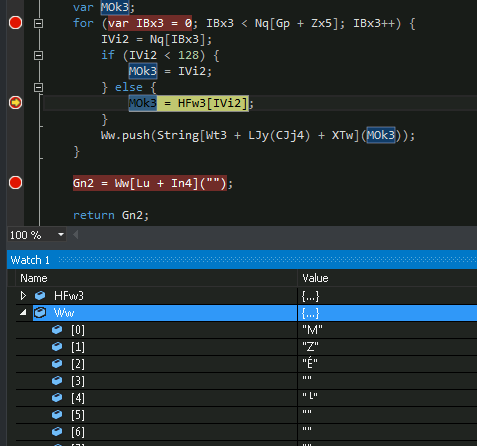 var MOk3;
for (var IBx3 = 0; IBx3 < Nq[Gp + Zx5]; IBx3++) {
IVi2 = Nq[IBx3];
if (IVi2 < 128) {
MOk3 = IVi2;
} else {
MOk3 = HFw3[IVi2];
}
Ww.push(String[Wt3 + LJy(CJj4) + XTw](MOk3));
}
Gn2 = Ww[Lu + In4]("");
return Gn2;
100 %
Watch 1
Name Value
HFw3 {...}
Ww {...}
[0] "M"
[1] "Z"
[2] "É"
[3] ""
[4] "└"
[5] ""
[6] ""